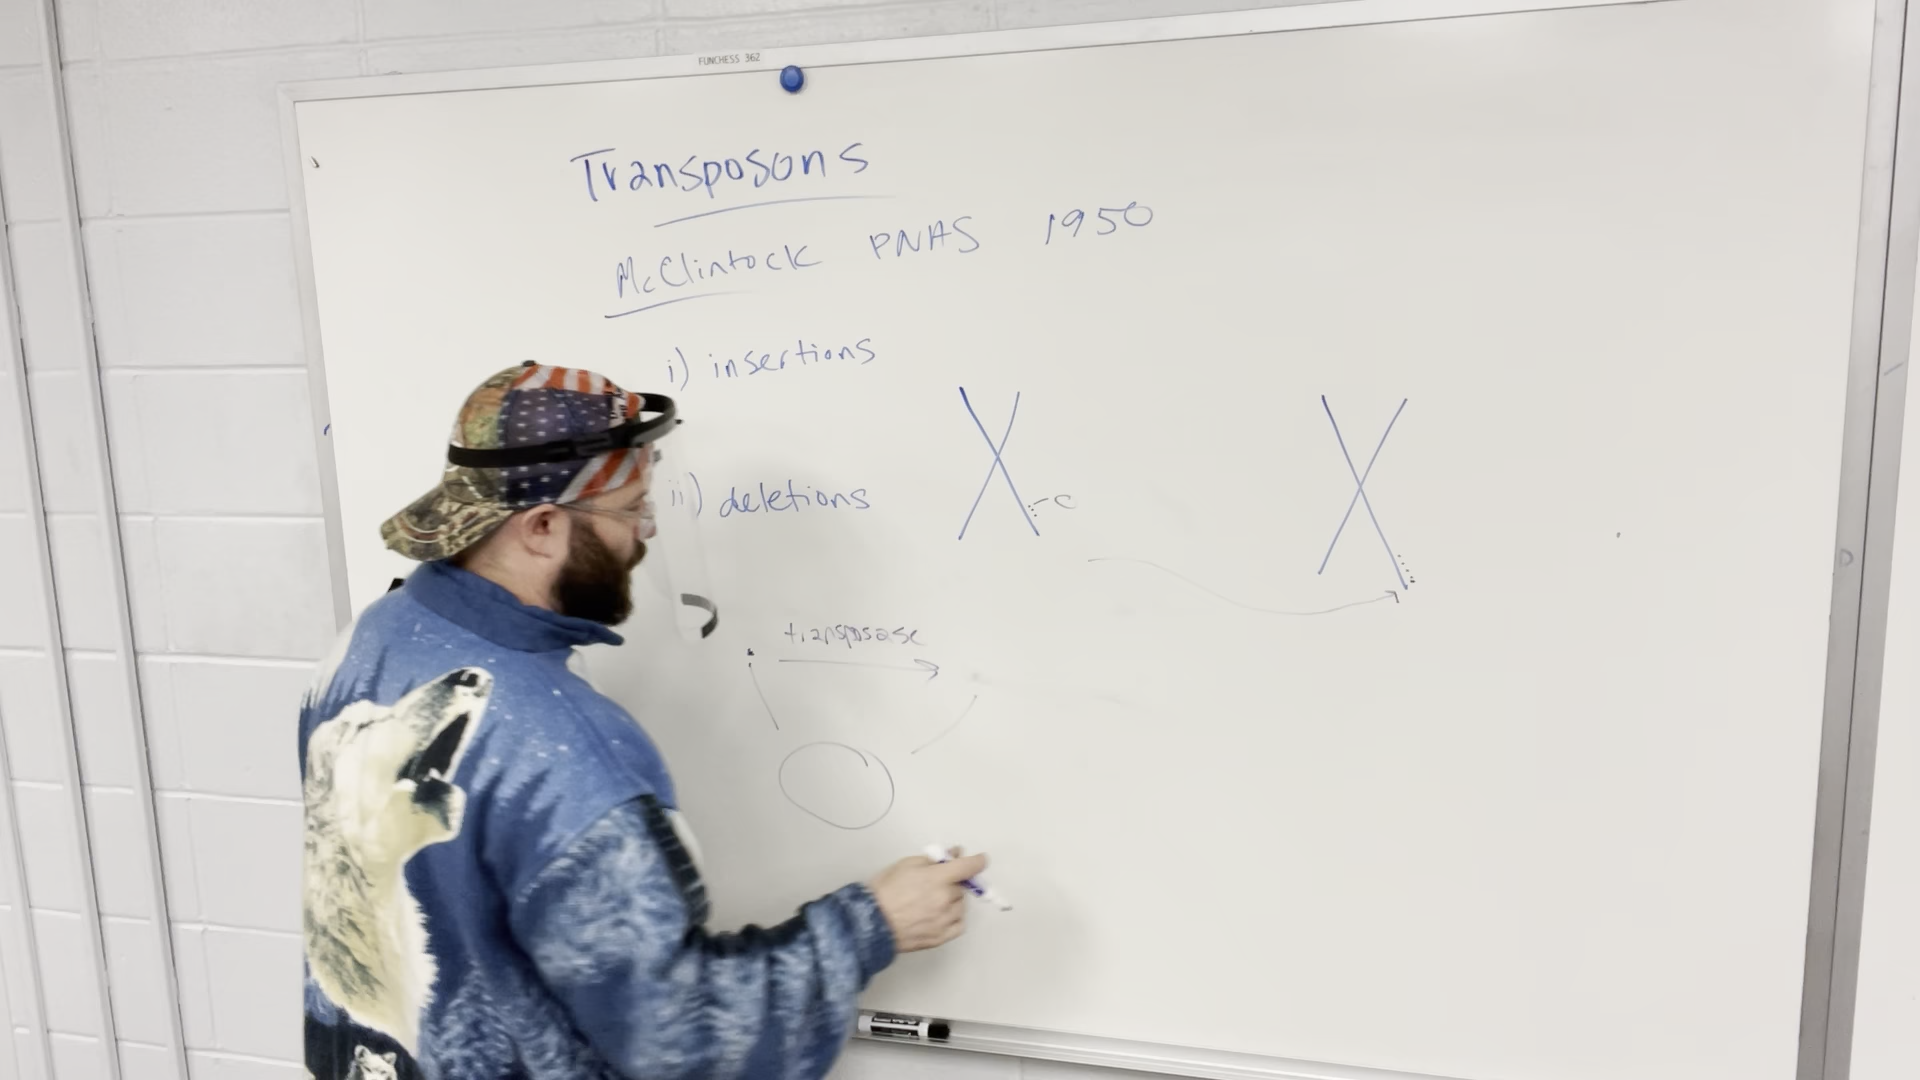 FUNCHESS 362
Transposons
McClintock PNAS 1950
i) insertions
ii) deletions
C
transposase